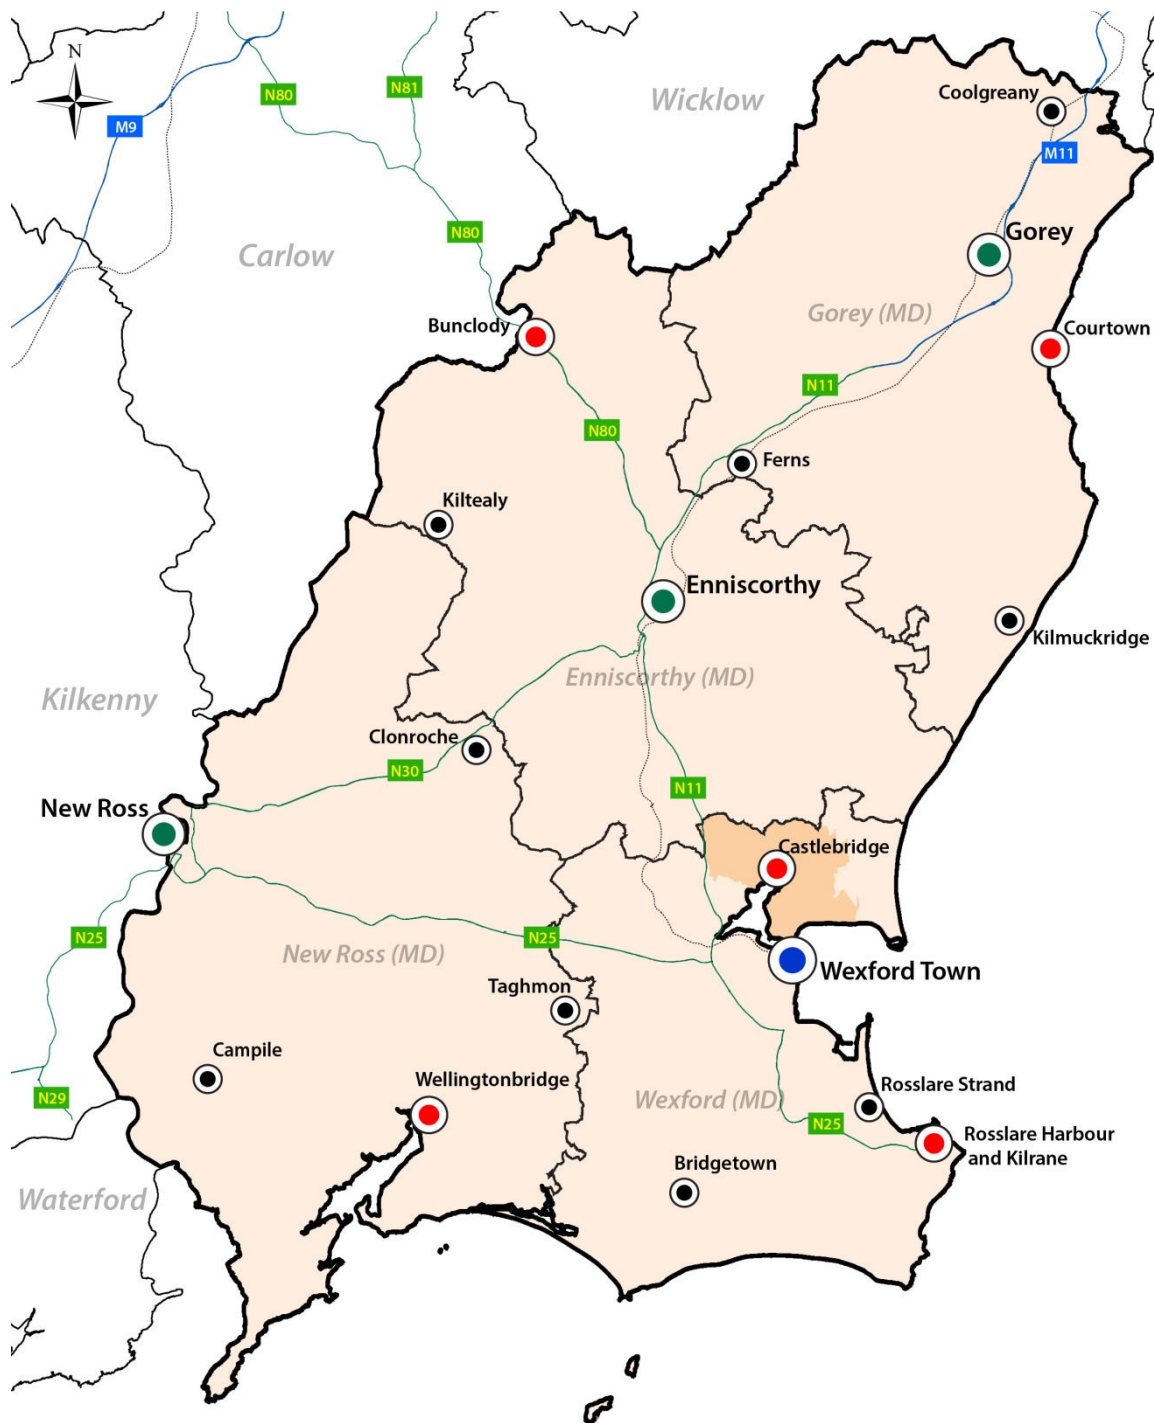 N
N80
N81
Wicklow
Coolgreany
M9
M11
N80
Gorey
Carlow
Gorey (MD)
Bunclody
Courtown
N11
N80
Ferns
Kiltealy
Enniscorthy
Kilmuckridge
Enniscorthy (MD)
Kilkenny
Clonroche
N30
N11
New Ross
Castlebridge
N25
N25
New Ross (MD)
Wexford Town
Taghmon
Campile
Wellingtonbridge
Rosslare Strand
N29
Wexford (MD)
N25
Rosslare Harbour
and Kilrane
Bridgetown
Waterford